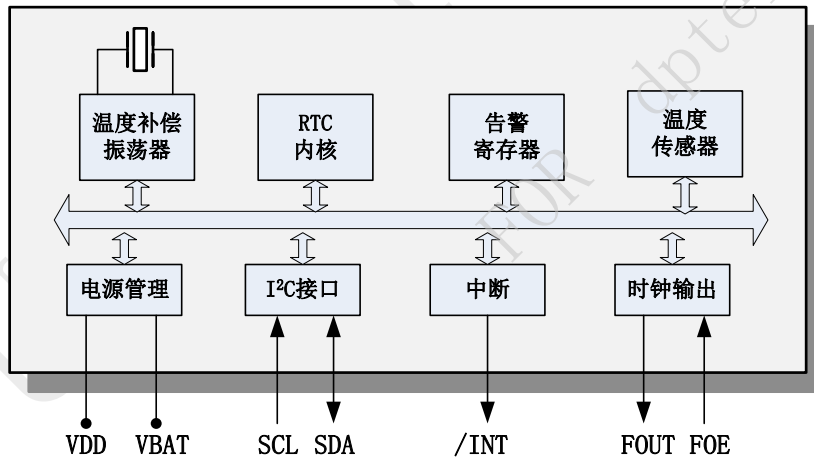 温度补偿
振荡器
RTC
内核
告警
寄存器
温度
传感器
电源管理
I²C接口
中断
时钟输出
VDD VBAT SCL SDA /INT FOUT FOE
FOR